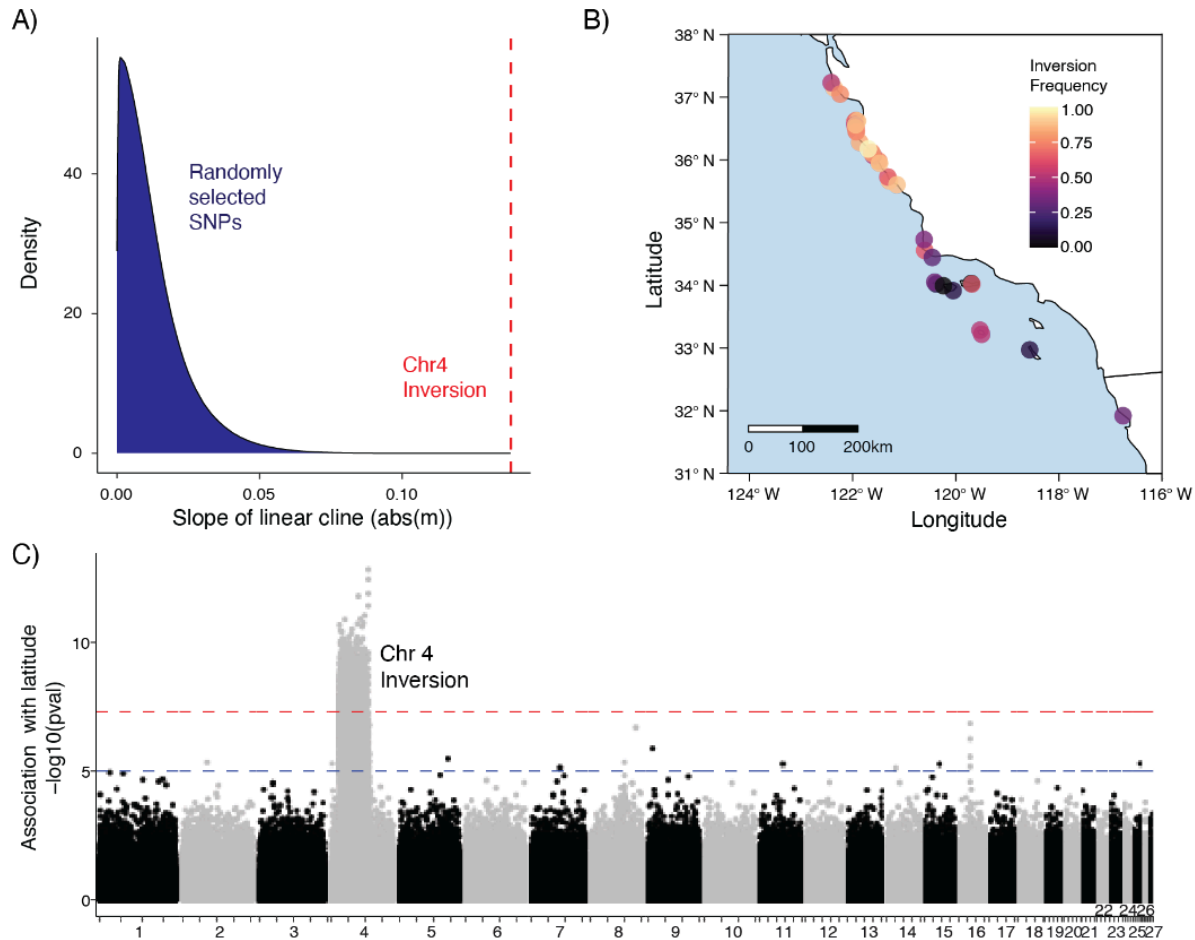 A)
Density
40
20
0
Randomly
selected
SNPs
Chr4
Inversion
0.00
0.05
0.10
Slope of linear cline (abs(m))
B)
Latitude
38° N
37° N
36° N
35° N
34° N
33° N
32° N
31° N
Inversion
Frequency
1.00
0.75
0.50
0.25
0.00
0
100
200km
124° W
122° W
120° W
118° W
116° W
Longitude
C)
Association with latitude
−log10(pval)
10
5
0
Chr 4
Inversion
1
2
3
4
5
6
7
8
9
10
11
12
13
14
15
16
17
18
19
20
21
22
23
24
25
26
27